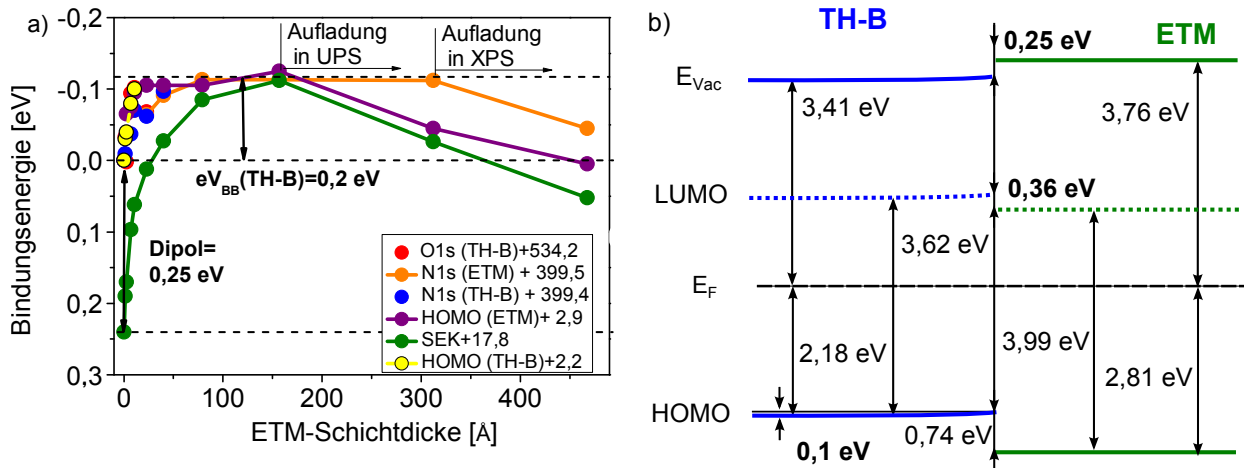 a)
-0,2
-0,1
0,0
0,1
0,2
0,3
Bindungsenergie [eV]
Aufladung
in UPS
Aufladung
in XPS
eV_BB(TH-B)=0,2 eV
Dipol=
0,25 eV
O1s (TH-B)+534,2
N1s (ETM) + 399,5
N1s (TH-B) + 399,4
HOMO (ETM)+ 2,9
SEK+17,8
HOMO (TH-B)+2,2
0 100 200 300 400
ETM-Schichtdicke [Å]
b)
TH-B
0,25 eV
ETM
E_Vac
3,41 eV
3,76 eV
LUMO
0,36 eV
3,62 eV
E_F
2,18 eV
3,99 eV
2,81 eV
HOMO
0,74 eV
0,1 eV